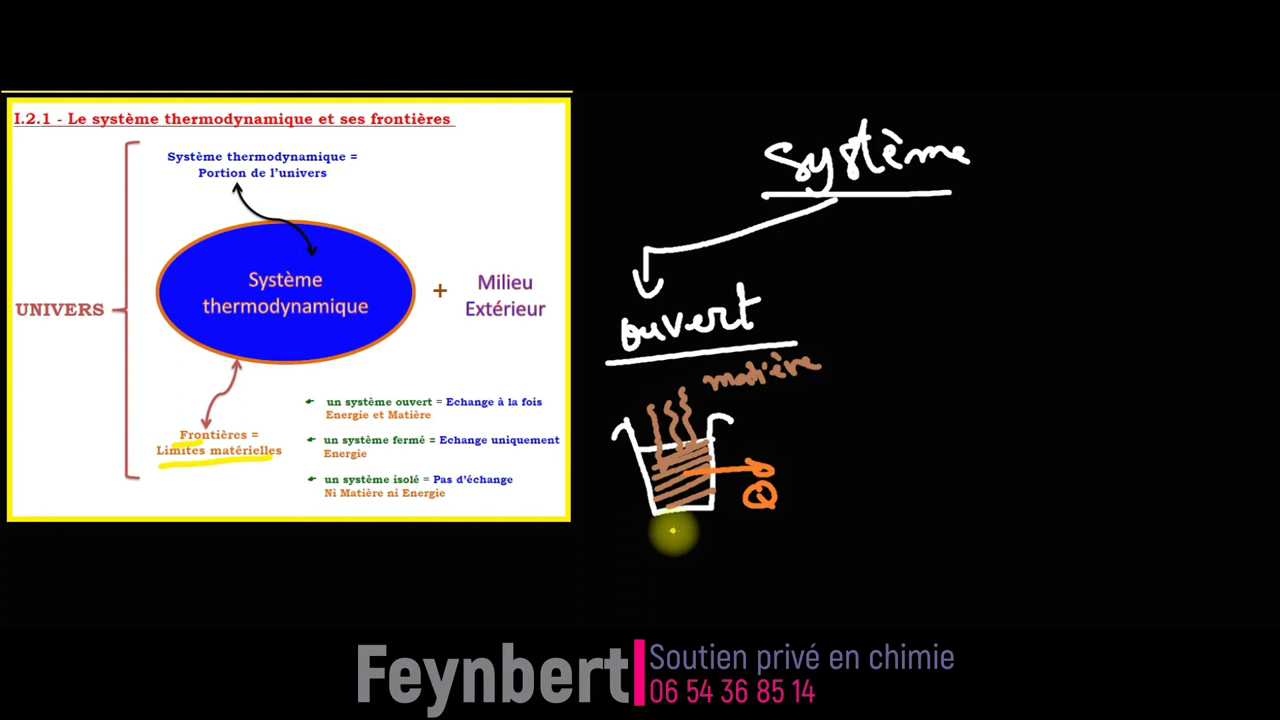 I.2.1 - Le système thermodynamique et ses frontières
Système thermodynamique =
Portion de l'univers
Système
thermodynamique
+
Milieu
Extérieur
UNIVERS
un système ouvert = Echange à la fois
Energie et Matière
Frontières =
Limites matérielles
un système fermé = Echange uniquement
Energie
un système isolé = Pas d'échange
Ni Matière ni Energie
Système
ouvert
matière
Q
Feynbert
Soutien privé en chimie
06 54 36 85 14